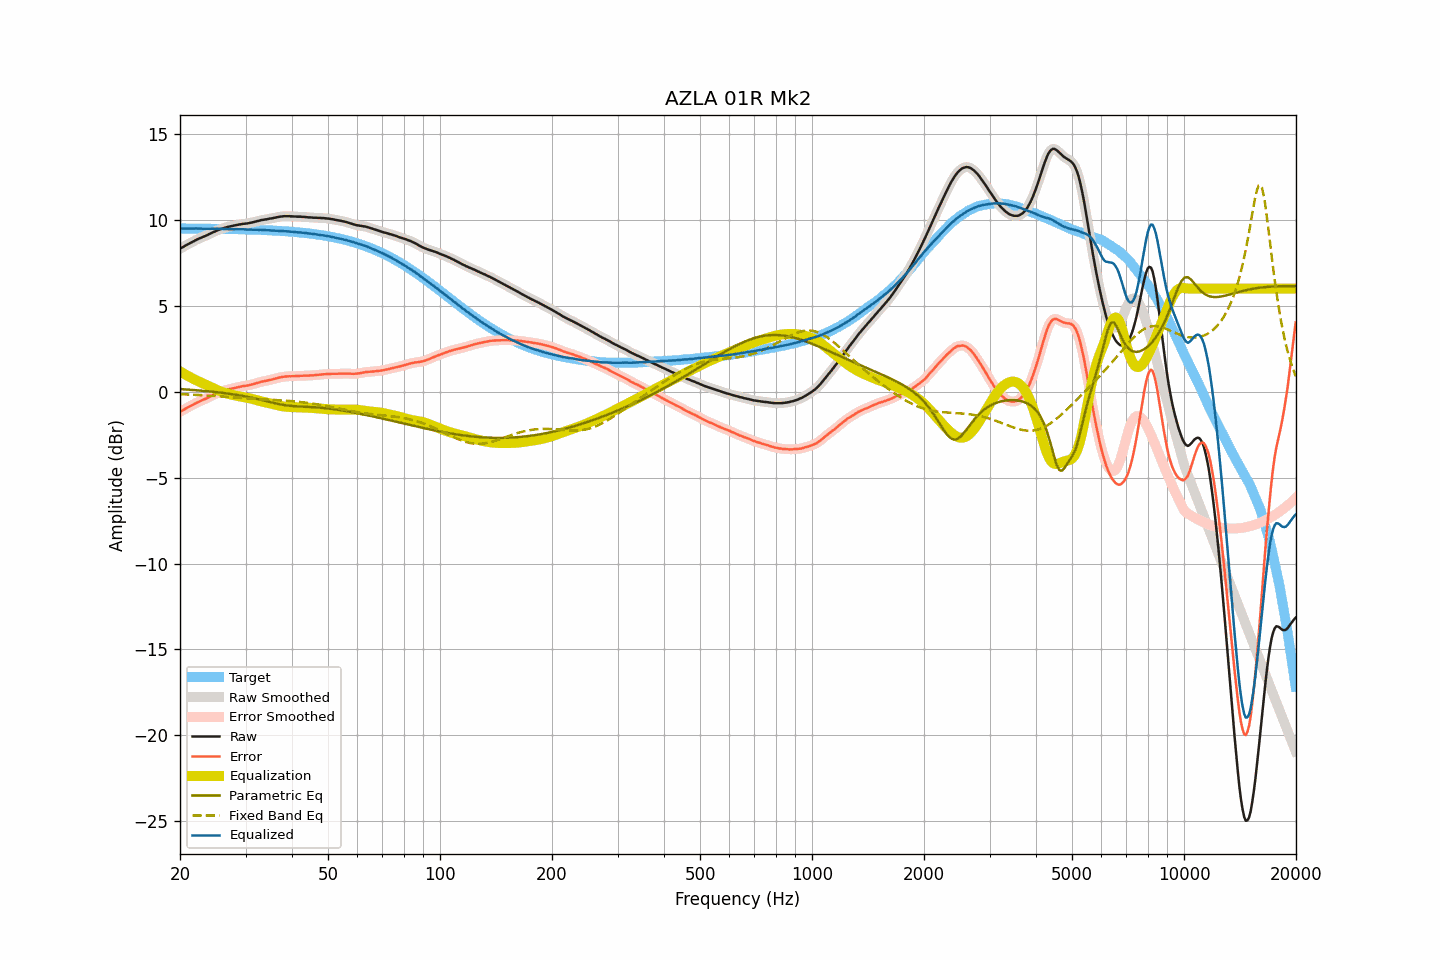 AZLA 01R Mk2
Amplitude (dBr)
15
10
5
0
−5
−10
−15
−20
−25
Target
Raw Smoothed
Error Smoothed
Raw
Error
Equalization
Parametric Eq
Fixed Band Eq
Equalized
20 50 100 200 500 1000 2000 5000 10000 20000
Frequency (Hz)